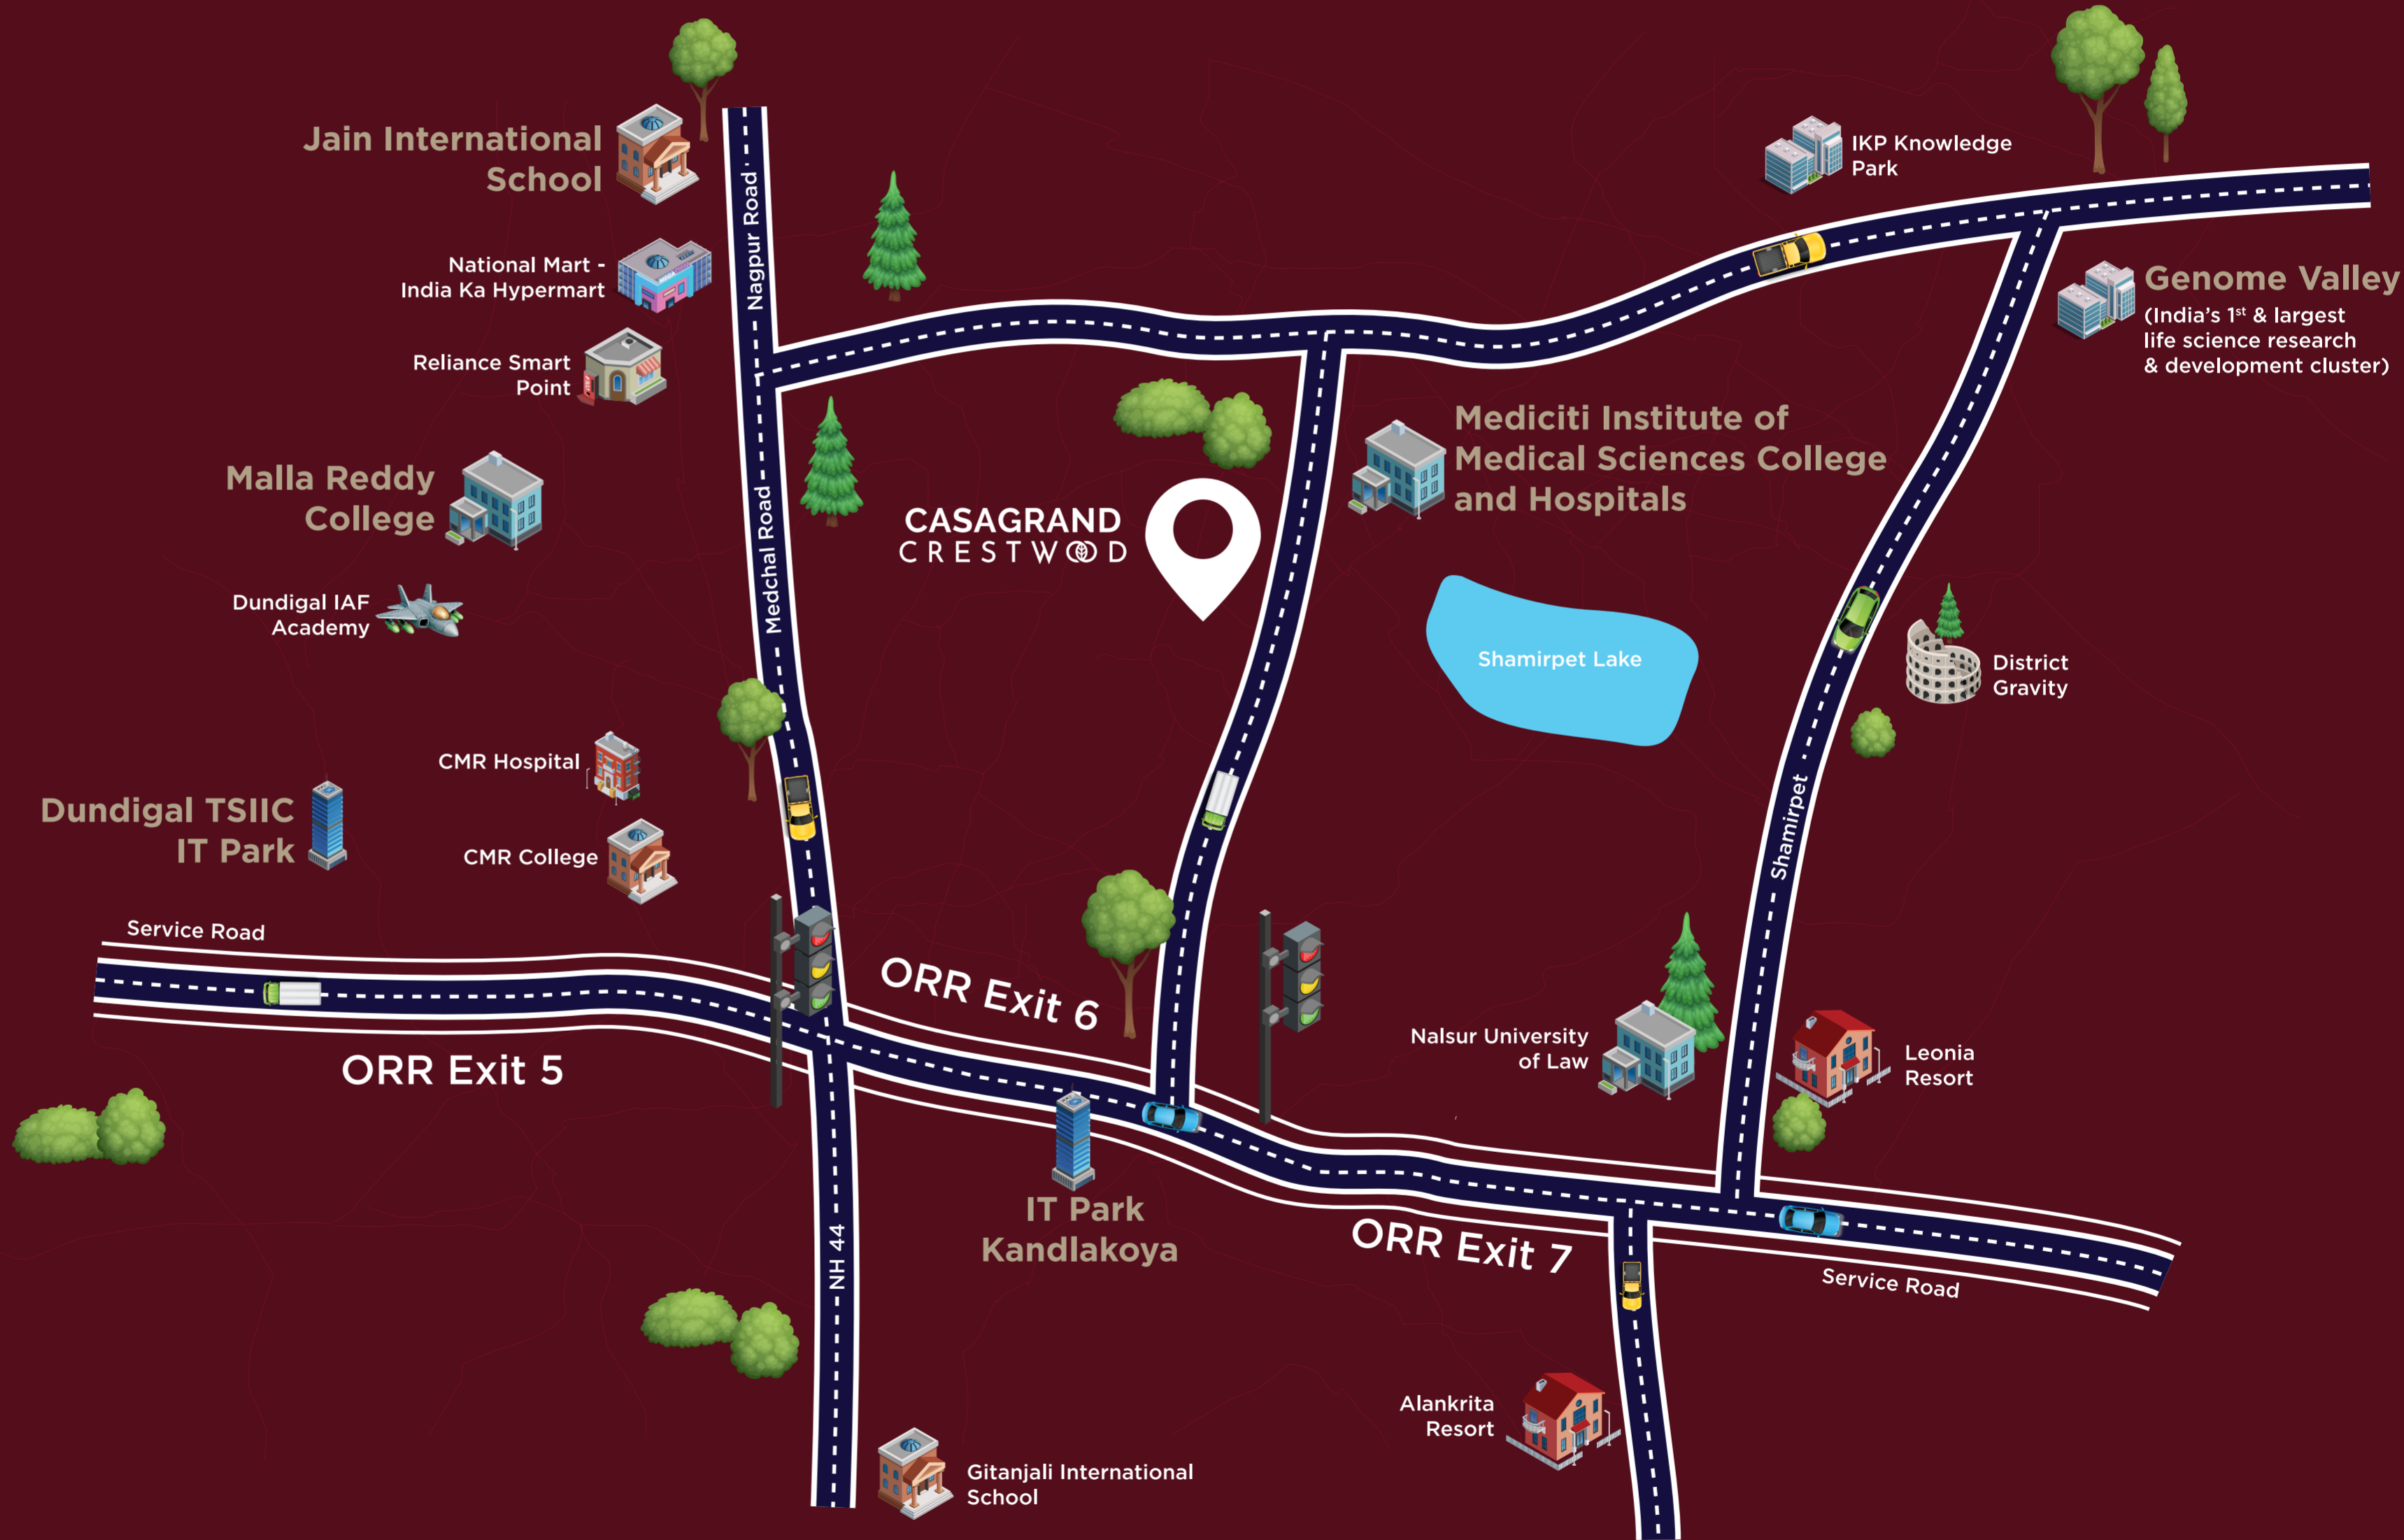 Jain International
School
National Mart -
India Ka Hypermart
Reliance Smart
Point
Nagpur Road
IKP Knowledge
Park
Genome Valley
(India's 1st & largest
life science research
& development cluster)
Malla Reddy
College
Dundigal IAF
Academy
Medchal Road
CASAGRAND
CRESTWOOD
Mediciti Institute of
Medical Sciences College
and Hospitals
Shamirpet Lake
District
Gravity
CMR Hospital
Dundigal TSIIC
IT Park
CMR College
Shamirpet
Service Road
ORR Exit 5
ORR Exit 6
Nalsur University
of Law
Leonia
Resort
IT Park
Kandlakoya
ORR Exit 7
Service Road
NH 44
Alankrita
Resort
Gitanjali International
School